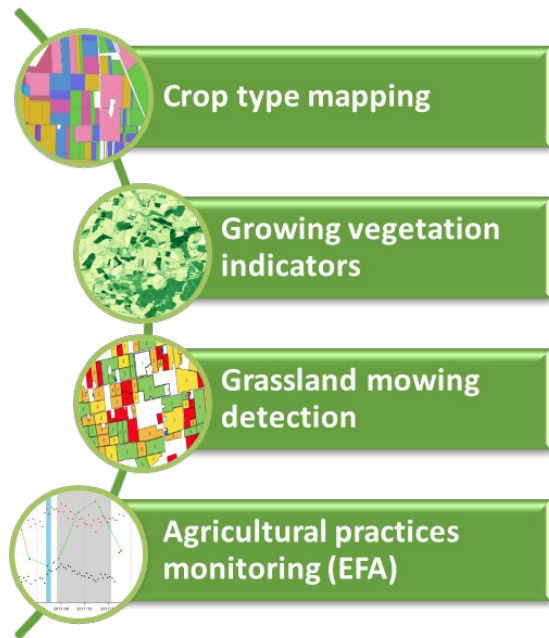 Crop type mapping
Growing vegetation
indicators
Grassland mowing
detection
Agricultural practices
monitoring (EFA)